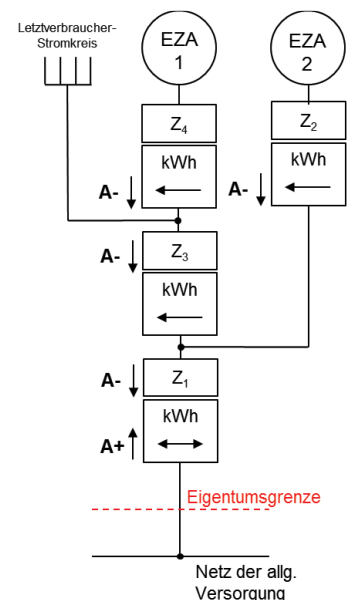 Letztverbraucher-
Stromkreis
EZA
1
EZA
2
Z4
Z2
kWh
kWh
A-
A-
Z3
A-
kWh
Z1
A-
kWh
A+
Eigentumsgrenze
Netz der allg.
Versorgung